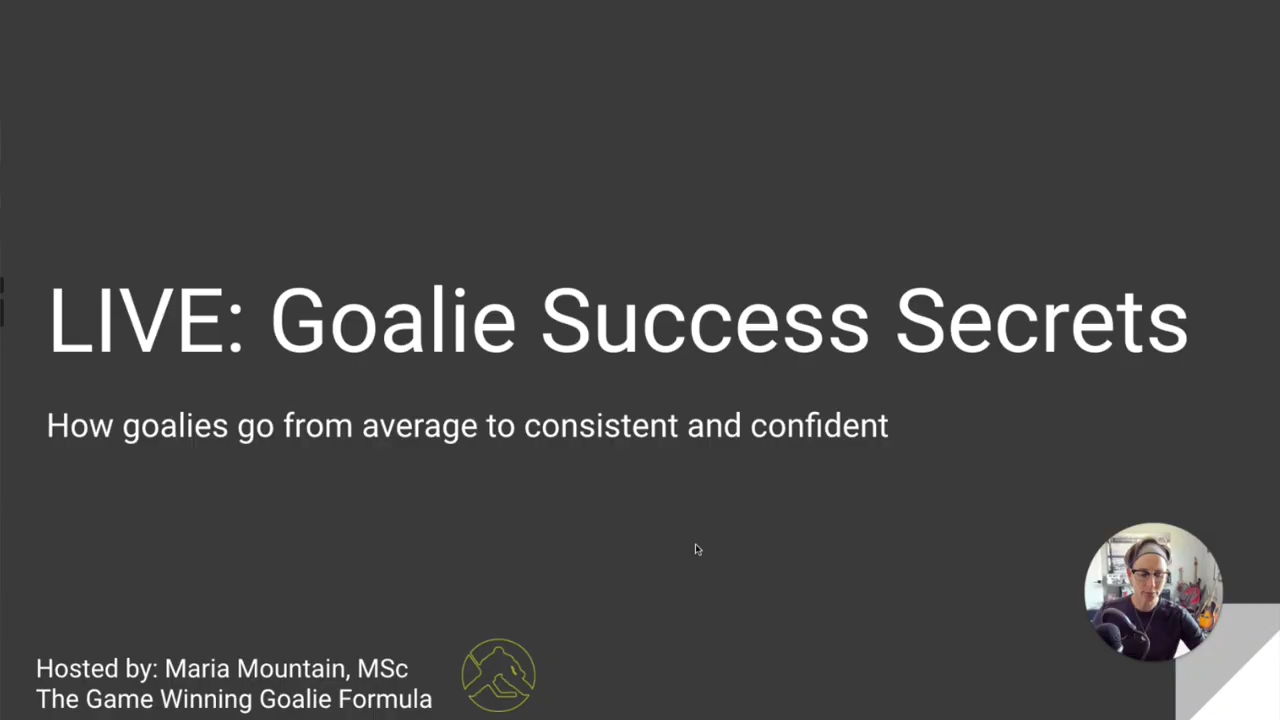 LIVE: Goalie Success Secrets
How goalies go from average to consistent and confident
Hosted by: Maria Mountain, MSc
The Game Winning Goalie Formula